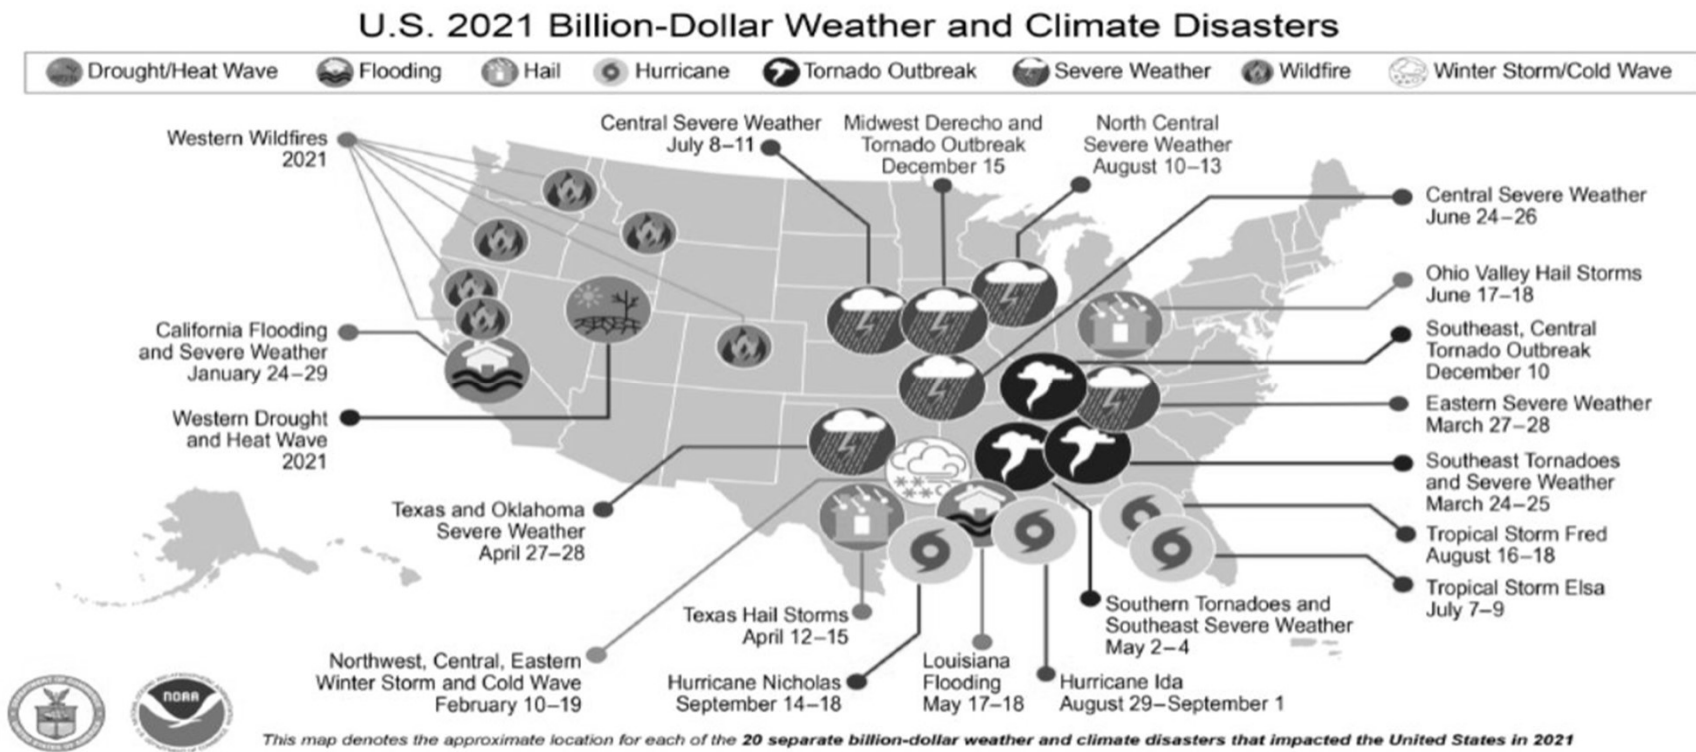 U.S. 2021 Billion-Dollar Weather and Climate Disasters
Drought/Heat Wave Flooding Hail Hurricane Tornado Outbreak Severe Weather Wildfire Winter Storm/Cold Wave
Western Wildfires
2021
Central Severe Weather
July 8–11
Midwest Derecho and
Tornado Outbreak
December 15
North Central
Severe Weather
August 10–13
Central Severe Weather
June 24–26
Ohio Valley Hail Storms
June 17–18
Southeast, Central
Tornado Outbreak
December 10
Eastern Severe Weather
March 27–28
Southeast Tornadoes
and Severe Weather
March 24–25
Tropical Storm Fred
August 16–18
Tropical Storm Elsa
July 7–9
California Flooding
and Severe Weather
January 24–29
Western Drought
and Heat Wave
2021
Texas and Oklahoma
Severe Weather
April 27–28
Texas Hail Storms
April 12–15
Northwest, Central, Eastern
Winter Storm and Cold Wave
February 10–19
Hurricane Nicholas
September 14–18
Louisiana
Flooding
May 17–18
Hurricane Ida
August 29–September 1
Southern Tornadoes and
Southeast Severe Weather
May 2–4
NOAA
This map denotes the approximate location for each of the 20 separate billion-dollar weather and climate disasters that impacted the United States in 2021